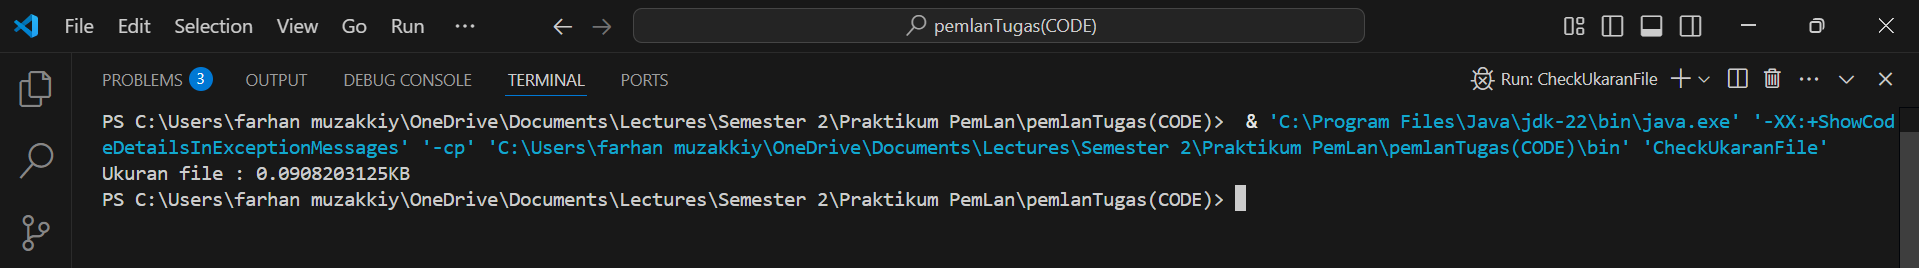 File Edit Selection View Go Run ··· pemlanTugas(CODE)
PROBLEMS 3 OUTPUT DEBUG CONSOLE TERMINAL PORTS Run: CheckUkaranFile
PS C:\Users\farhan muzakkiy\OneDrive\Documents\Lectures\Semester 2\Praktikum PemLan\pemlanTugas(CODE)>  & 'C:\Program Files\Java\jdk-22\bin\java.exe' '-XX:+ShowCod
eDetailsInExceptionMessages' '-cp' 'C:\Users\farhan muzakkiy\OneDrive\Documents\Lectures\Semester 2\Praktikum PemLan\pemlanTugas(CODE)\bin' 'CheckUkaranFile'
Ukuran file : 0.0908203125KB
PS C:\Users\farhan muzakkiy\OneDrive\Documents\Lectures\Semester 2\Praktikum PemLan\pemlanTugas(CODE)>